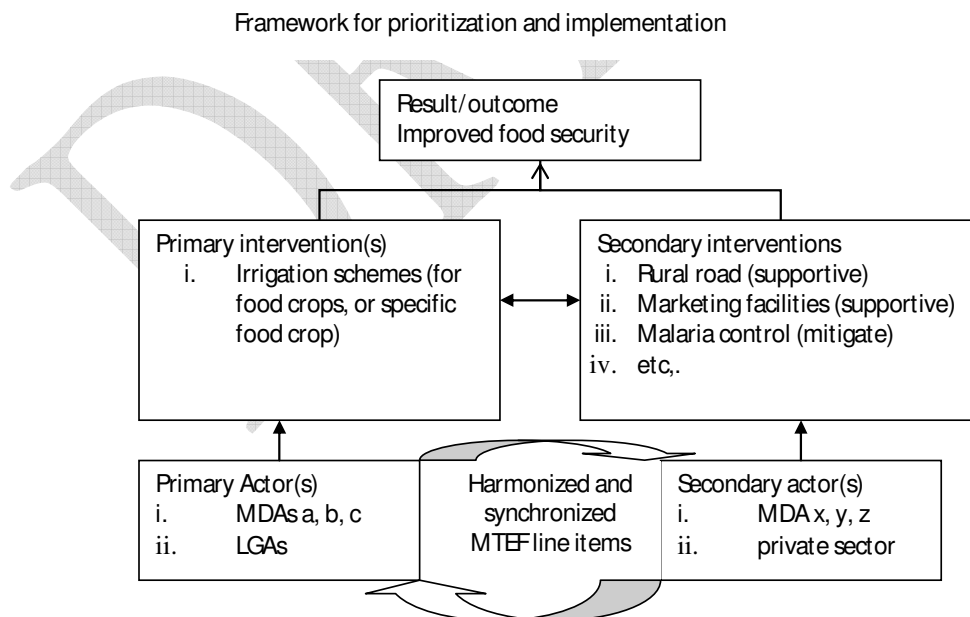 Framework for prioritization and implementation
Result/outcome
Improved food security
Primary intervention(s)
i. Irrigation schemes (for
food crops, or specific
food crop)
Secondary interventions
i. Rural road (supportive)
ii. Marketing facilities (supportive)
iii. Malaria control (mitigate)
iv. etc,.
Primary Actor(s)
i. MDAs a, b, c
ii. LGAs
Harmonized and
synchronized
MTEF line items
Secondary actor(s)
i. MDA x, y, z
ii. private sector